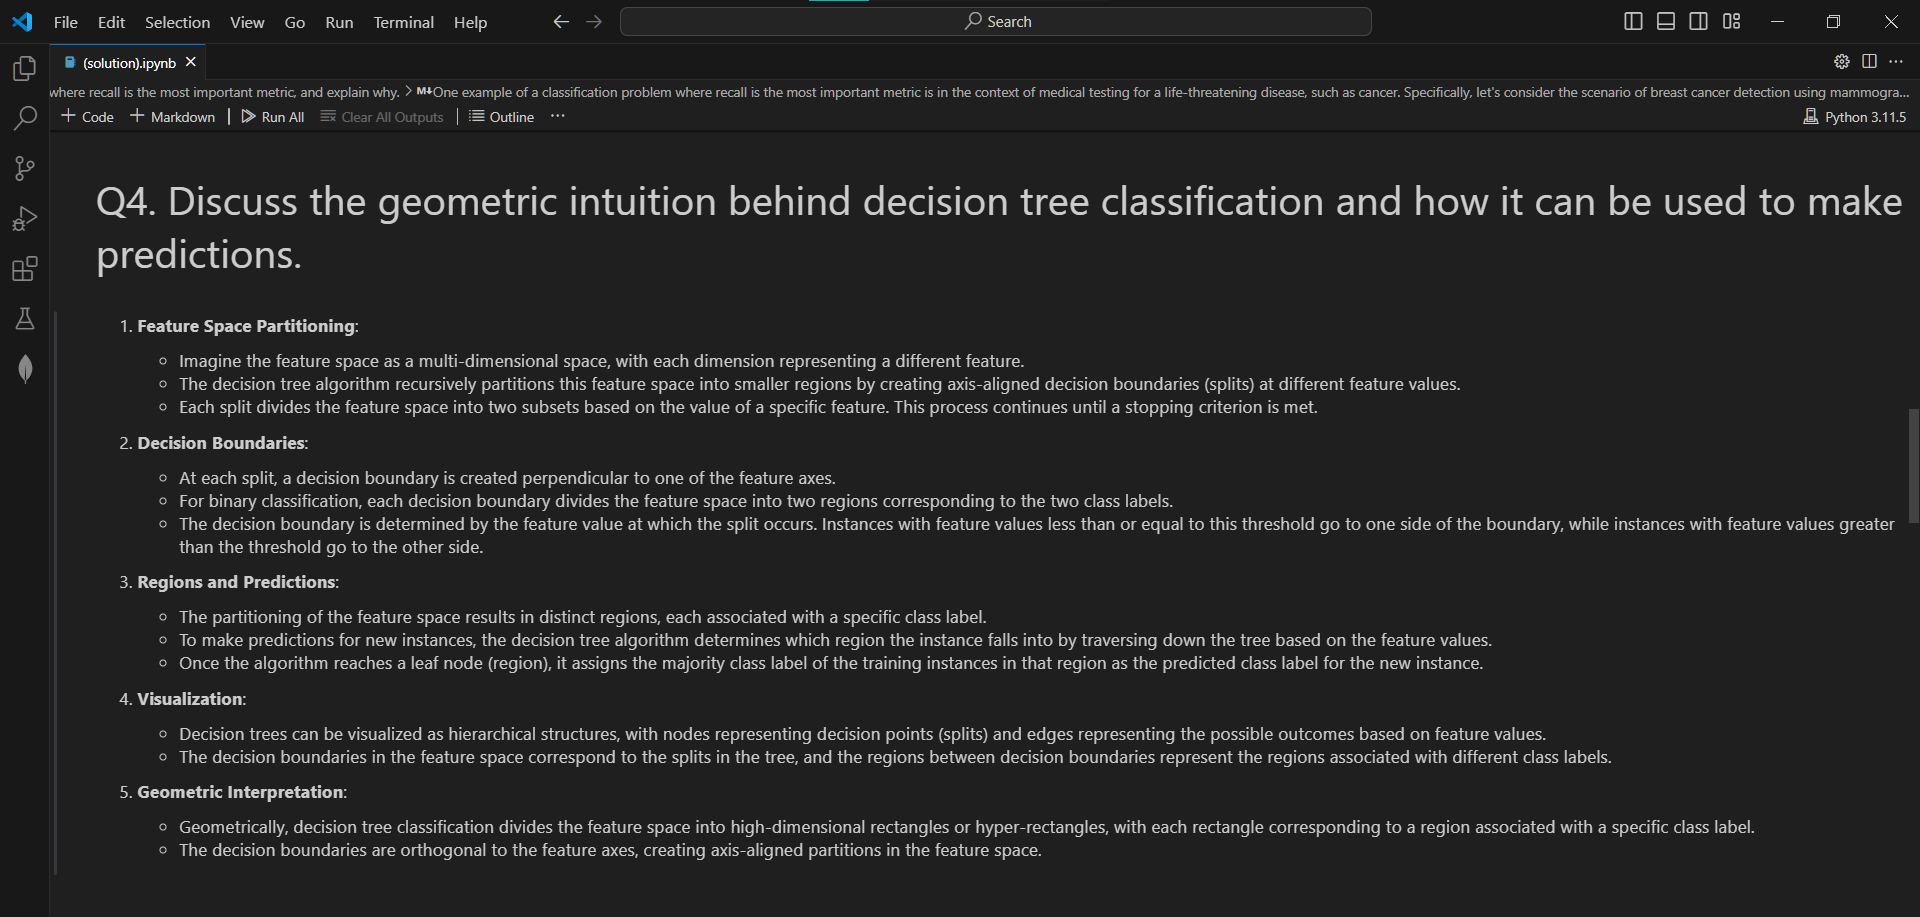 File Edit Selection View Go Run Terminal Help
Search
(solution).ipynb
where recall is the most important metric, and explain why. > M↓One example of a classification problem where recall is the most important metric is in the context of medical testing for a life-threatening disease, such as cancer. Specifically, let's consider the scenario of breast cancer detection using mammogra...
+ Code + Markdown | Run All Clear All Outputs | Outline ...
Python 3.11.5
Q4. Discuss the geometric intuition behind decision tree classification and how it can be used to make
predictions.
1. Feature Space Partitioning:
Imagine the feature space as a multi-dimensional space, with each dimension representing a different feature.
The decision tree algorithm recursively partitions this feature space into smaller regions by creating axis-aligned decision boundaries (splits) at different feature values.
Each split divides the feature space into two subsets based on the value of a specific feature. This process continues until a stopping criterion is met.
2. Decision Boundaries:
At each split, a decision boundary is created perpendicular to one of the feature axes.
For binary classification, each decision boundary divides the feature space into two regions corresponding to the two class labels.
The decision boundary is determined by the feature value at which the split occurs. Instances with feature values less than or equal to this threshold go to one side of the boundary, while instances with feature values greater
than the threshold go to the other side.
3. Regions and Predictions:
The partitioning of the feature space results in distinct regions, each associated with a specific class label.
To make predictions for new instances, the decision tree algorithm determines which region the instance falls into by traversing down the tree based on the feature values.
Once the algorithm reaches a leaf node (region), it assigns the majority class label of the training instances in that region as the predicted class label for the new instance.
4. Visualization:
Decision trees can be visualized as hierarchical structures, with nodes representing decision points (splits) and edges representing the possible outcomes based on feature values.
The decision boundaries in the feature space correspond to the splits in the tree, and the regions between decision boundaries represent the regions associated with different class labels.
5. Geometric Interpretation:
Geometrically, decision tree classification divides the feature space into high-dimensional rectangles or hyper-rectangles, with each rectangle corresponding to a region associated with a specific class label.
The decision boundaries are orthogonal to the feature axes, creating axis-aligned partitions in the feature space.